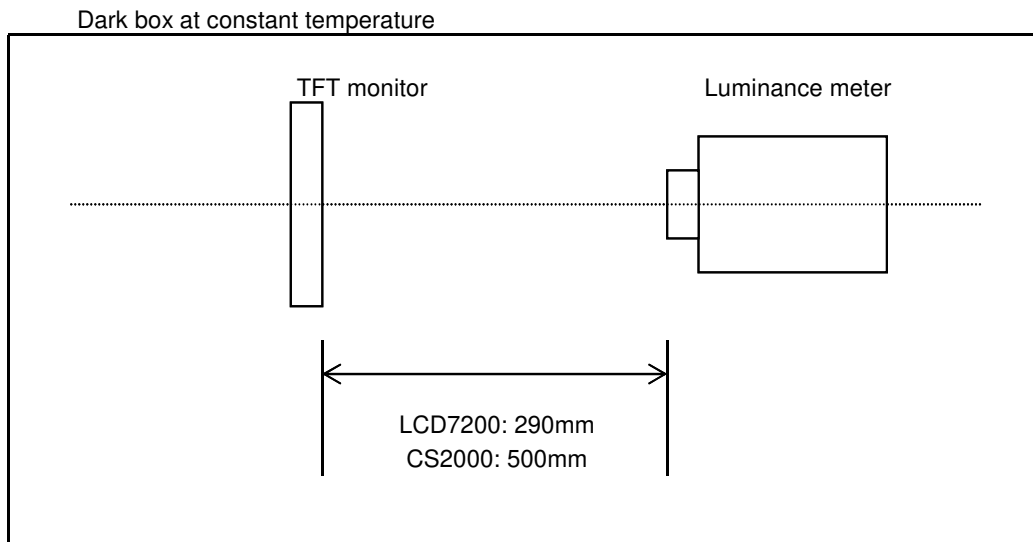 Dark box at constant temperature
TFT monitor
Luminance meter
LCD7200: 290mm
CS2000: 500mm